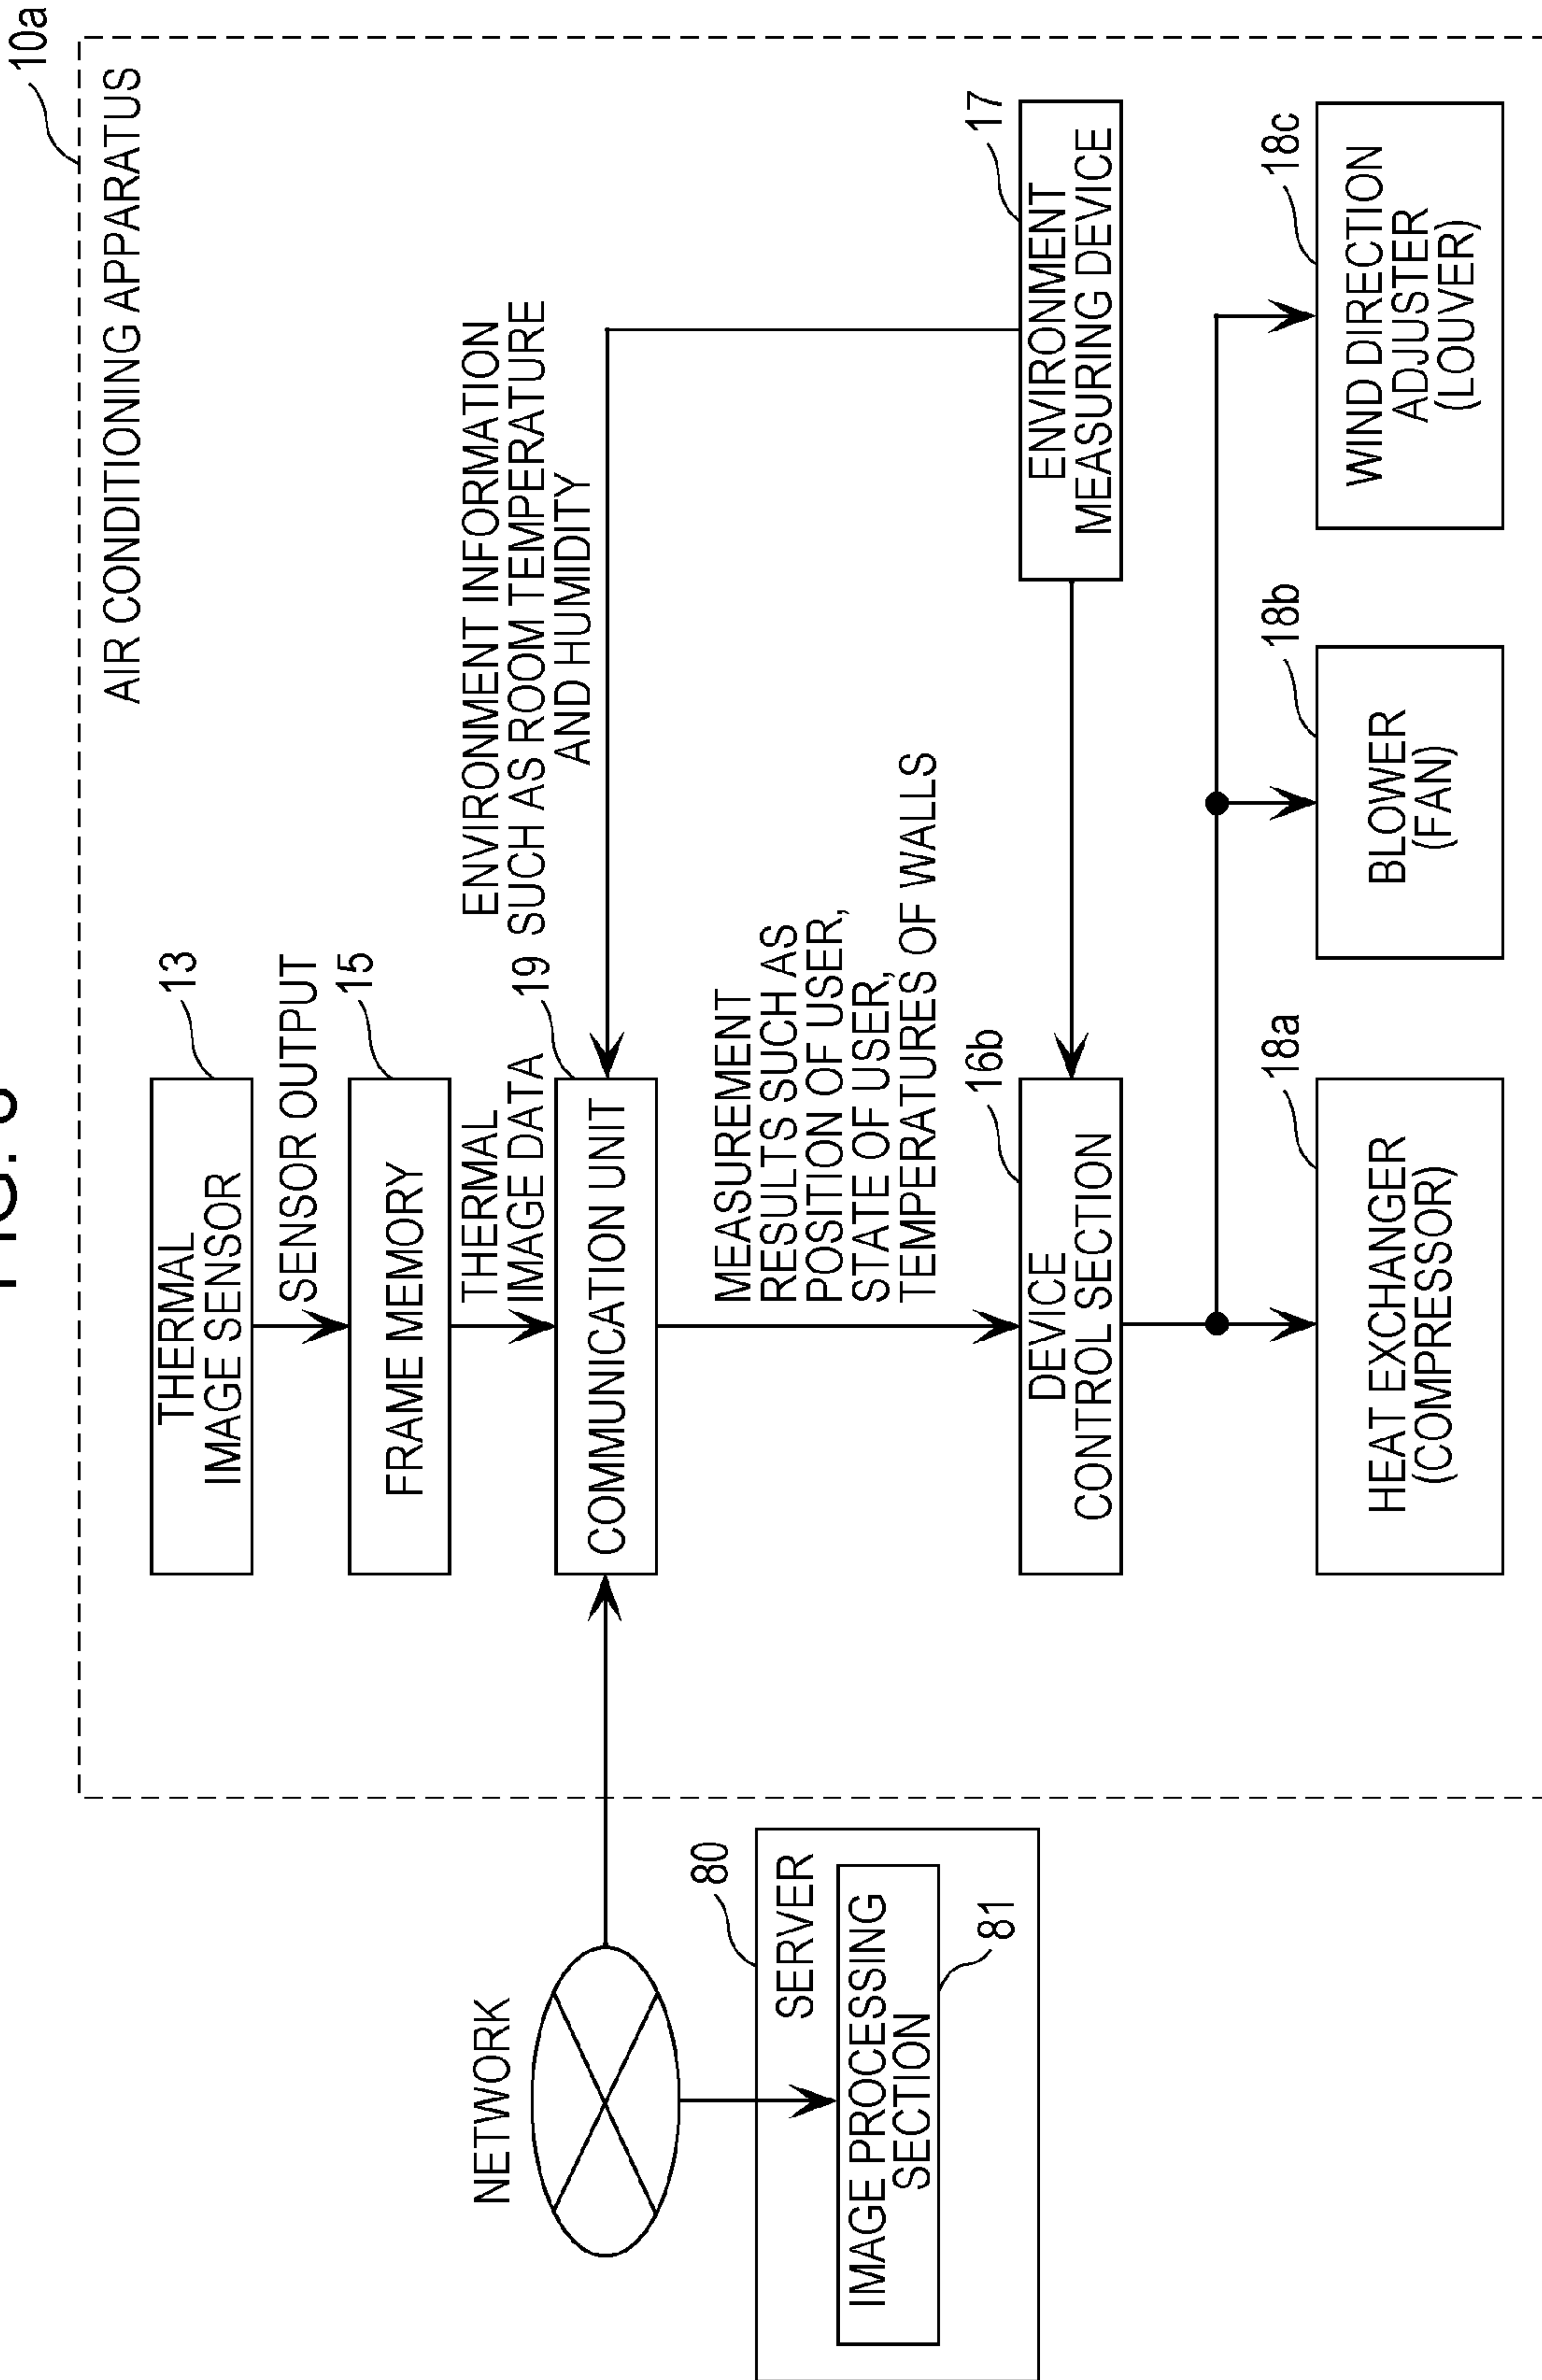 FIG.
10a
AIR CONDITIONING APPARATUS
13
THERMAL
IMAGE SENSOR
SENSOR OUTPUT
15
FRAME MEMORY
THERMAL
IMAGE DATA
19
ENVIRONMENT INFORMATION
SUCH AS ROOM TEMPERATURE
AND HUMIDITY
NETWORK
COMMUNICATION UNIT
MEASUREMENT
RESULTS SUCH AS
POSITION OF USER,
STATE OF USER,
TEMPERATURES OF WALLS
80
SERVER
IMAGE PROCESSING
SECTION
81
16b
DEVICE
CONTROL SECTION
17
ENVIRONMENT
MEASURING DEVICE
18a
HEAT EXCHANGER
(COMPRESSOR)
18b
BLOWER
(FAN)
18c
WIND DIRECTION
ADJUSTER
(LOUVER)